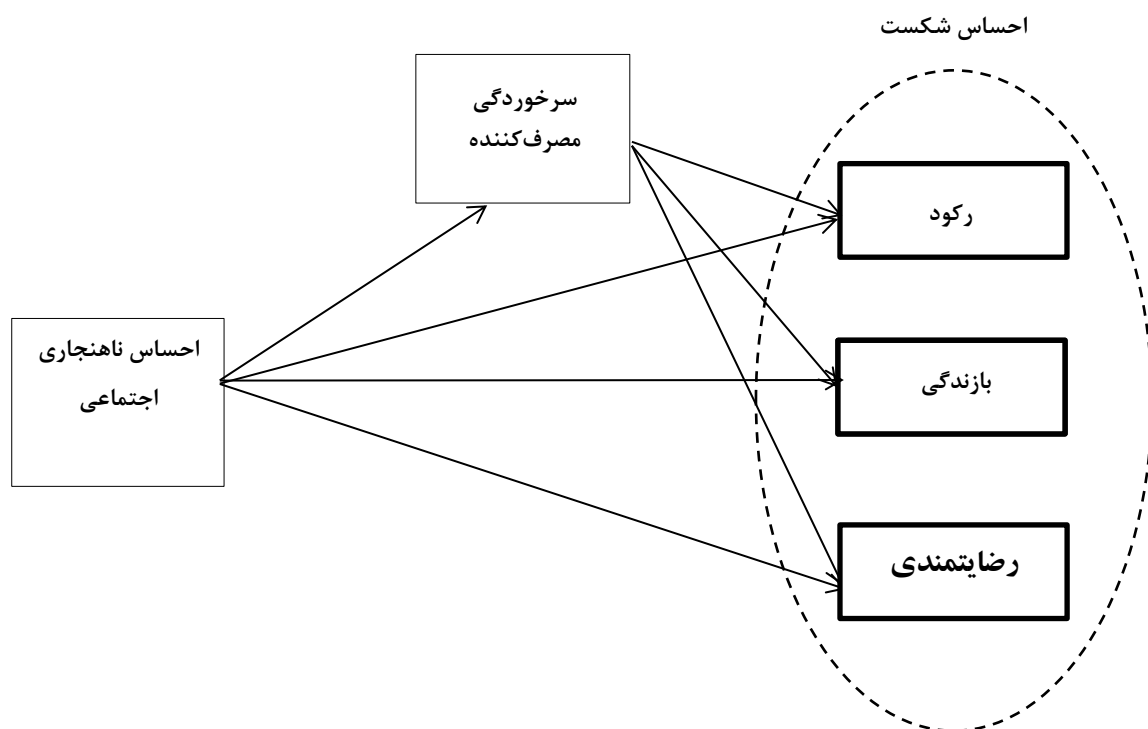 احساس شکست
سرخوردگی
مصرف‌کننده
رکود
احساس ناهنجاری
اجتماعی
بازندگی
رضایتمندی